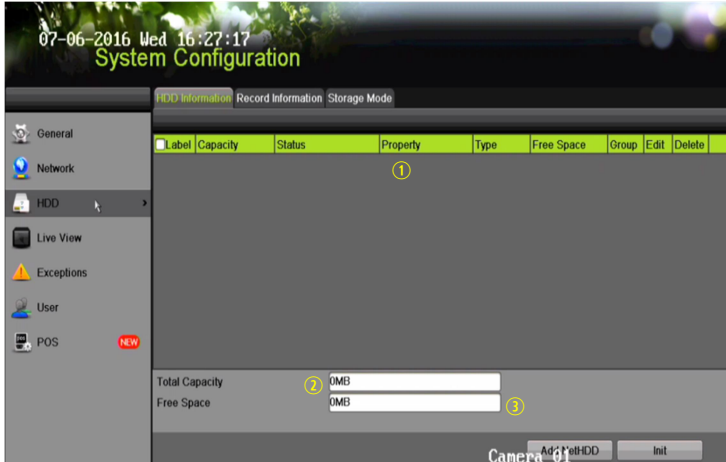 07-06-2016 Wed 16:27:17
System Configuration
HDD Information Record Information Storage Mode
Label Capacity Status Property Type Free Space Group Edit Delete
①
General
Network
HDD
Live View
Exceptions
User
POS NEW
Total Capacity ② 0MB
Free Space 0MB ③
Add NetHDD Init
Camera 01